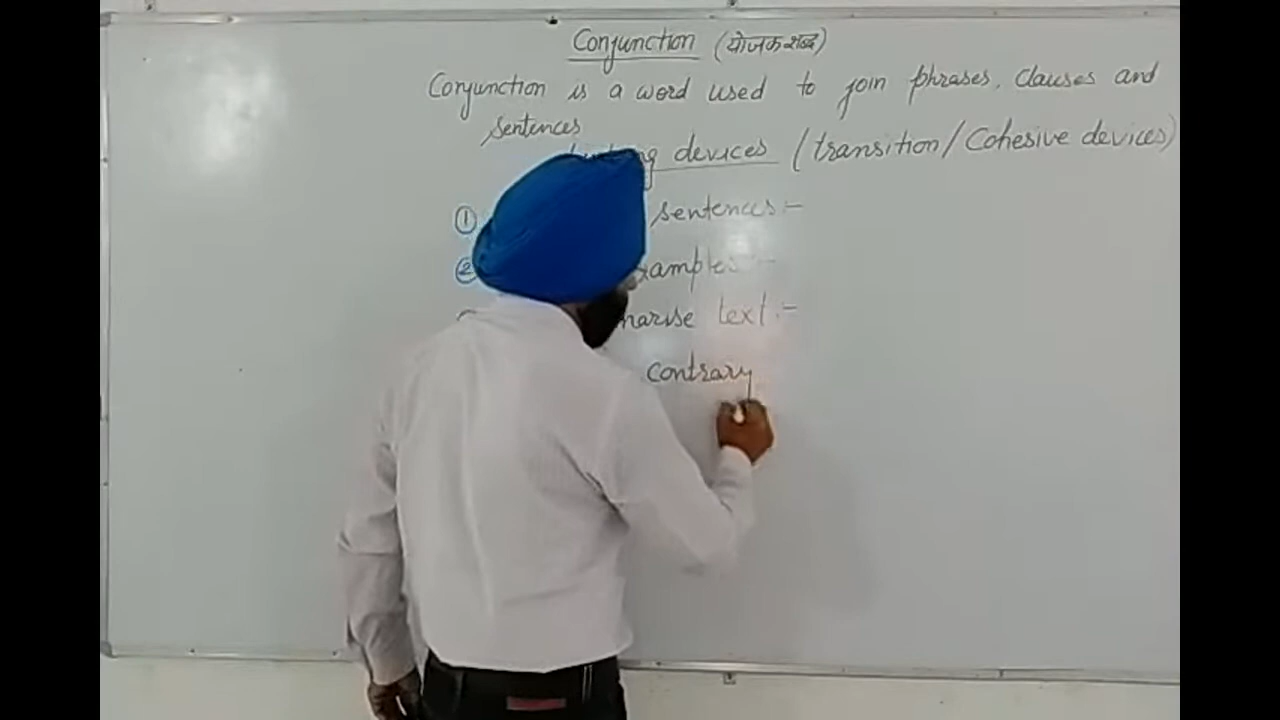 Conjunction (योजक शब्द)
Conjunction is a word used to join phrases, clauses and
sentences
devices (transition/Cohesive devices)
① sentences:-
②
text:-
contrary